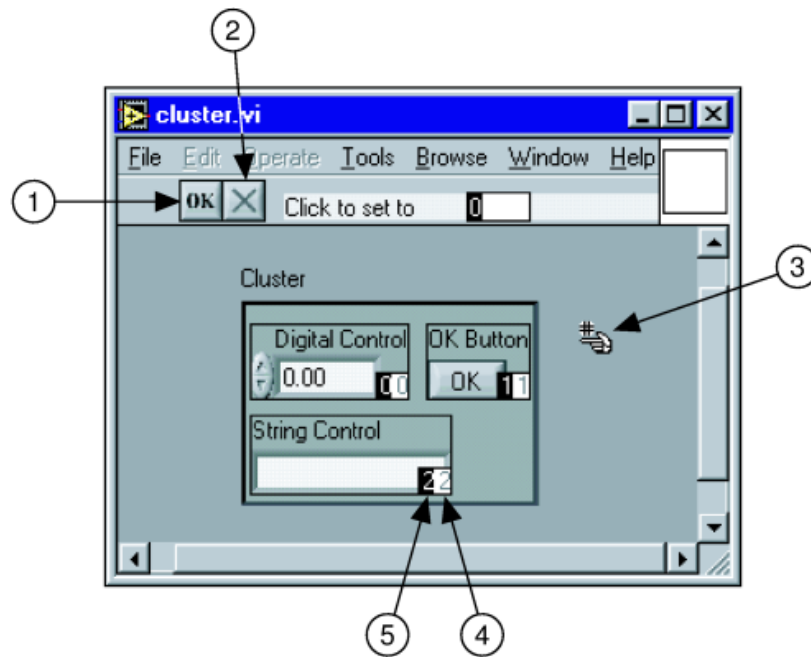 2
cluster.vi
File Edit Operate Tools Browse Window Help
1
OK Click to set to 0
3
Cluster
Digital Control OK Button
0.00 0 0 OK 1 1
String Control
2 2
5 4